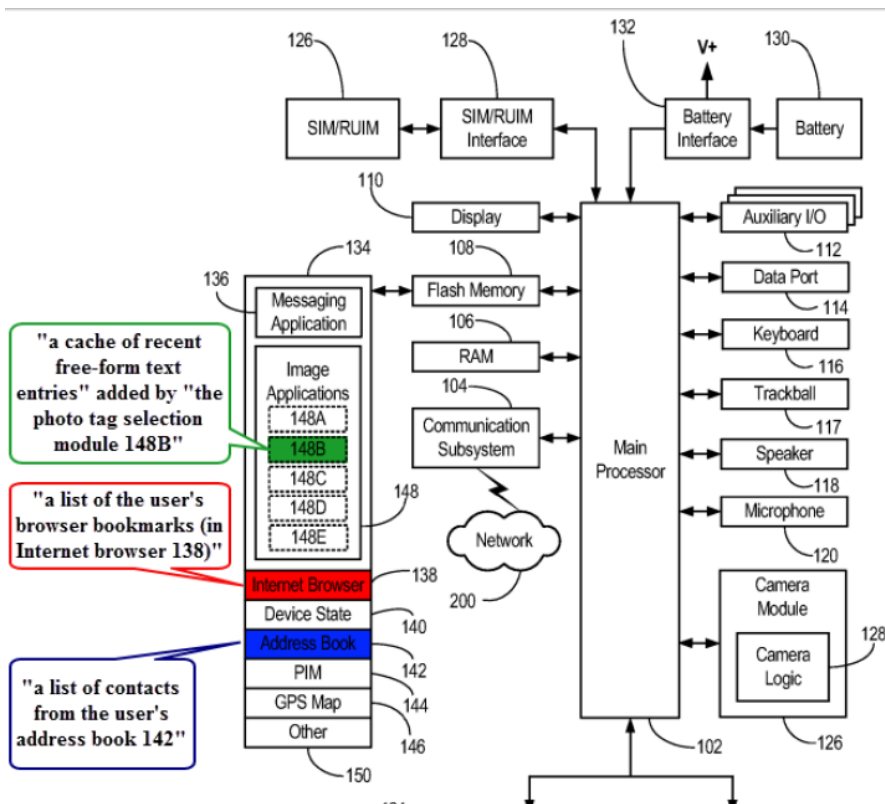 126
128
132
V+
130
SIM/RUIM
SIM/RUIM
Interface
Battery
Interface
Battery
110
Display
Auxiliary I/O
112
134
108
136
Messaging
Application
Flash Memory
Data Port
114
"a cache of recent
free-form text
entries" added by "the
photo tag selection
module 148B"
106
RAM
Keyboard
116
Image
Applications
148A
148B
148C
148D
148E
148
104
Communication
Subsystem
Main
Processor
Trackball
117
Speaker
118
Microphone
120
Network
200
"a list of the user's
browser bookmarks (in
Internet browser 138)"
Internet Browser
138
Device State
140
Address Book
142
PIM
144
GPS Map
146
Other
150
"a list of contacts
from the user's
address book 142"
Camera
Module
Camera
Logic
128
126
102